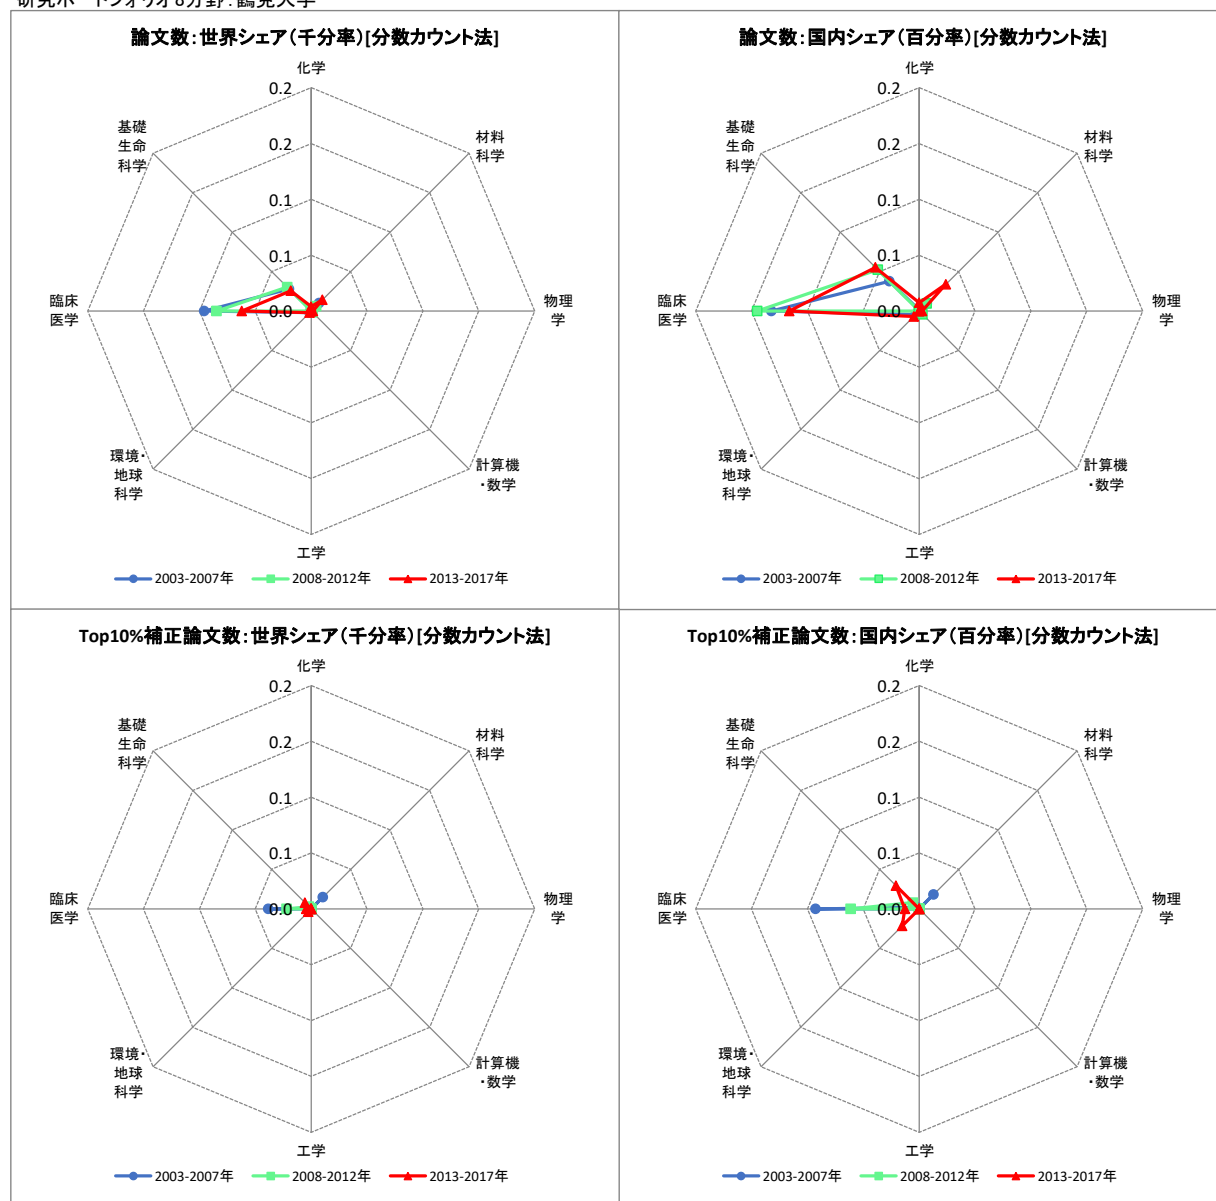 研究ポートフォリオ8分野：鶴見大学
論文数：世界シェア（千分率）[分数カウント法]
化学
0.2
0.2
0.1
0.1
0.0
基礎
生命
科学
材料
科学
臨床
医学
物理
学
環境・
地球
科学
計算機
・数学
工学
2003-2007年
2008-2012年
2013-2017年
論文数：国内シェア（百分率）[分数カウント法]
化学
0.2
0.2
0.1
0.1
0.0
基礎
生命
科学
材料
科学
臨床
医学
物理
学
環境・
地球
科学
計算機
・数学
工学
2003-2007年
2008-2012年
2013-2017年
Top10%補正論文数：世界シェア（千分率）[分数カウント法]
化学
0.2
0.2
0.1
0.1
0.0
基礎
生命
科学
材料
科学
臨床
医学
物理
学
環境・
地球
科学
計算機
・数学
工学
2003-2007年
2008-2012年
2013-2017年
Top10%補正論文数：国内シェア（百分率）[分数カウント法]
化学
0.2
0.2
0.1
0.1
0.0
基礎
生命
科学
材料
科学
臨床
医学
物理
学
環境・
地球
科学
計算機
・数学
工学
2003-2007年
2008-2012年
2013-2017年